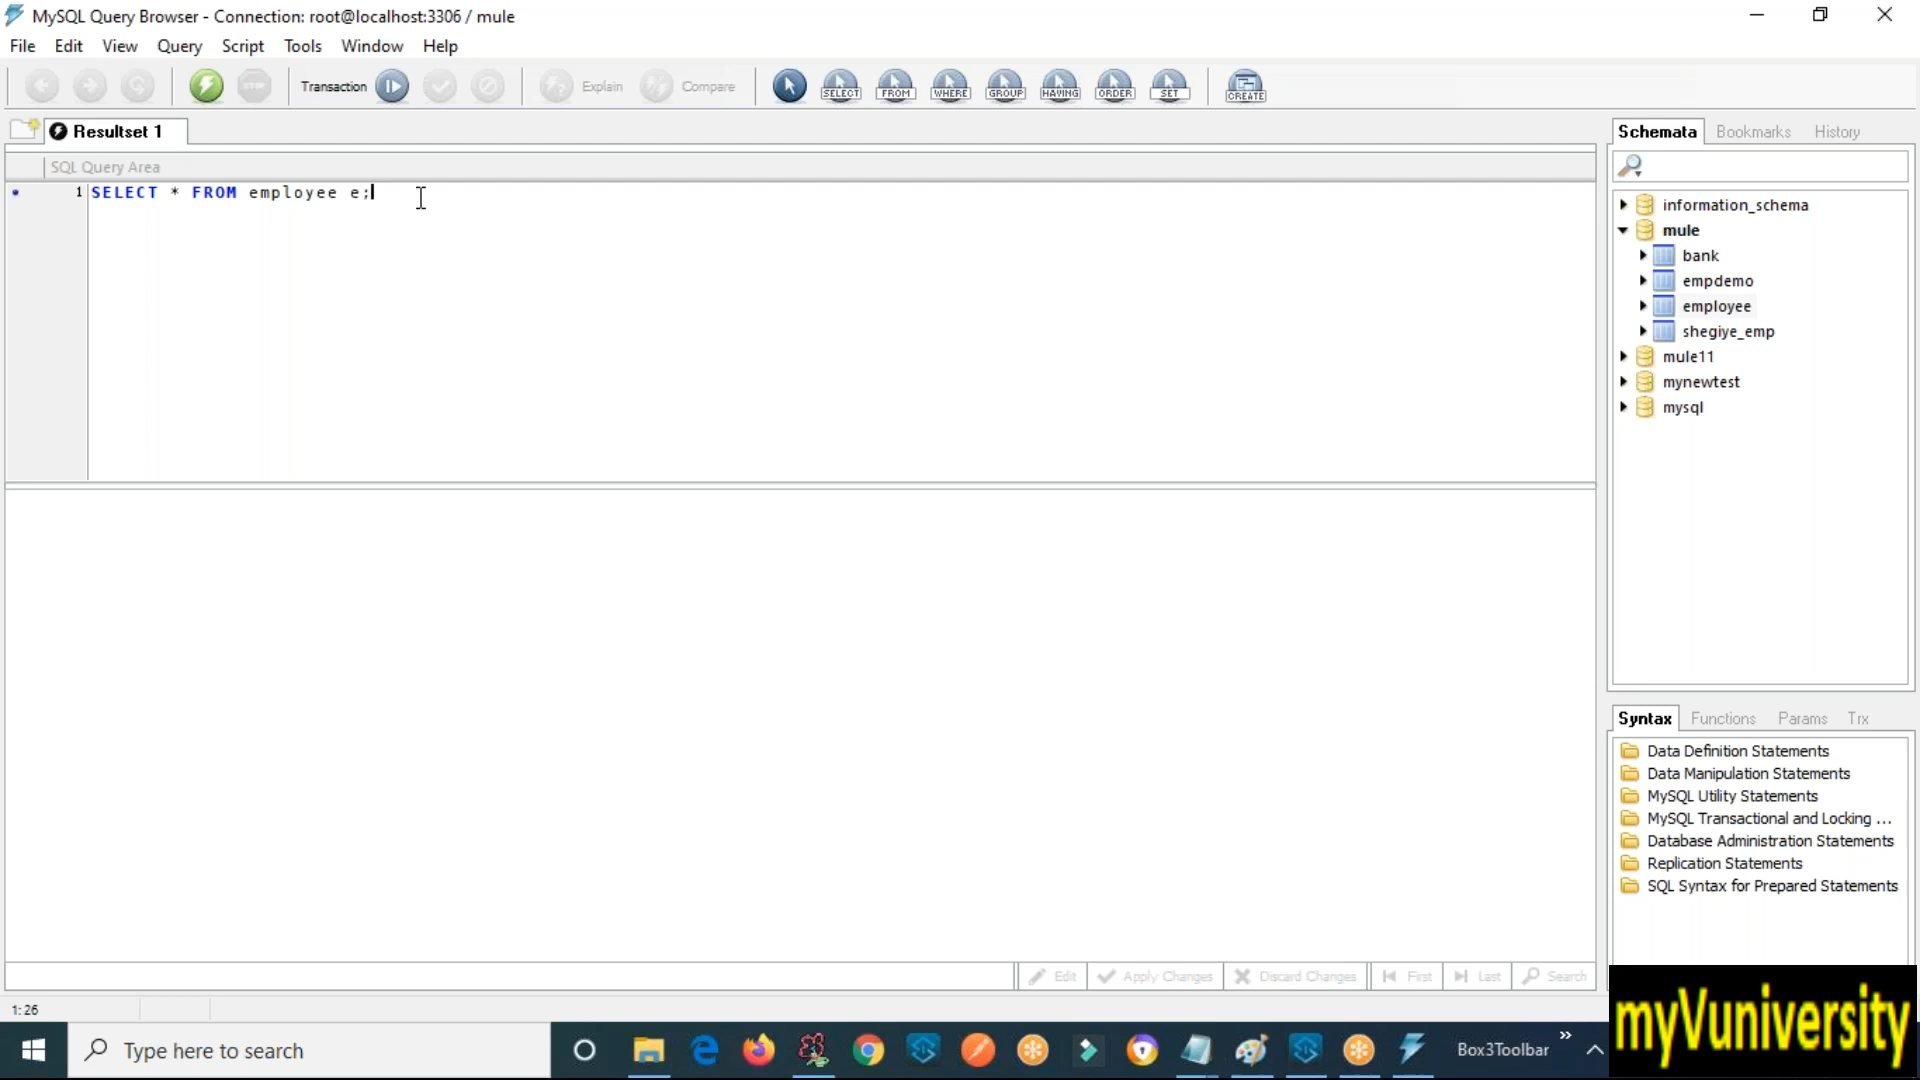 MySQL Query Browser - Connection: root@localhost:3306 / mule
File Edit View Query Script Tools Window Help
STOP Transaction Explain Compare SELECT FROM WHERE GROUP HAVING ORDER SET CREATE
Resultset 1
SQL Query Area
1 SELECT * FROM employee e;
Schemata Bookmarks History
information_schema
mule
bank
empdemo
employee
shegiye_emp
mule11
mynewtest
mysql
Syntax Functions Params Trx
Data Definition Statements
Data Manipulation Statements
MySQL Utility Statements
MySQL Transactional and Locking ...
Database Administration Statements
Replication Statements
SQL Syntax for Prepared Statements
Edit Apply Changes Discard Changes First Last Search
1: 26
Type here to search
Box3Toolbar
myVuniversity